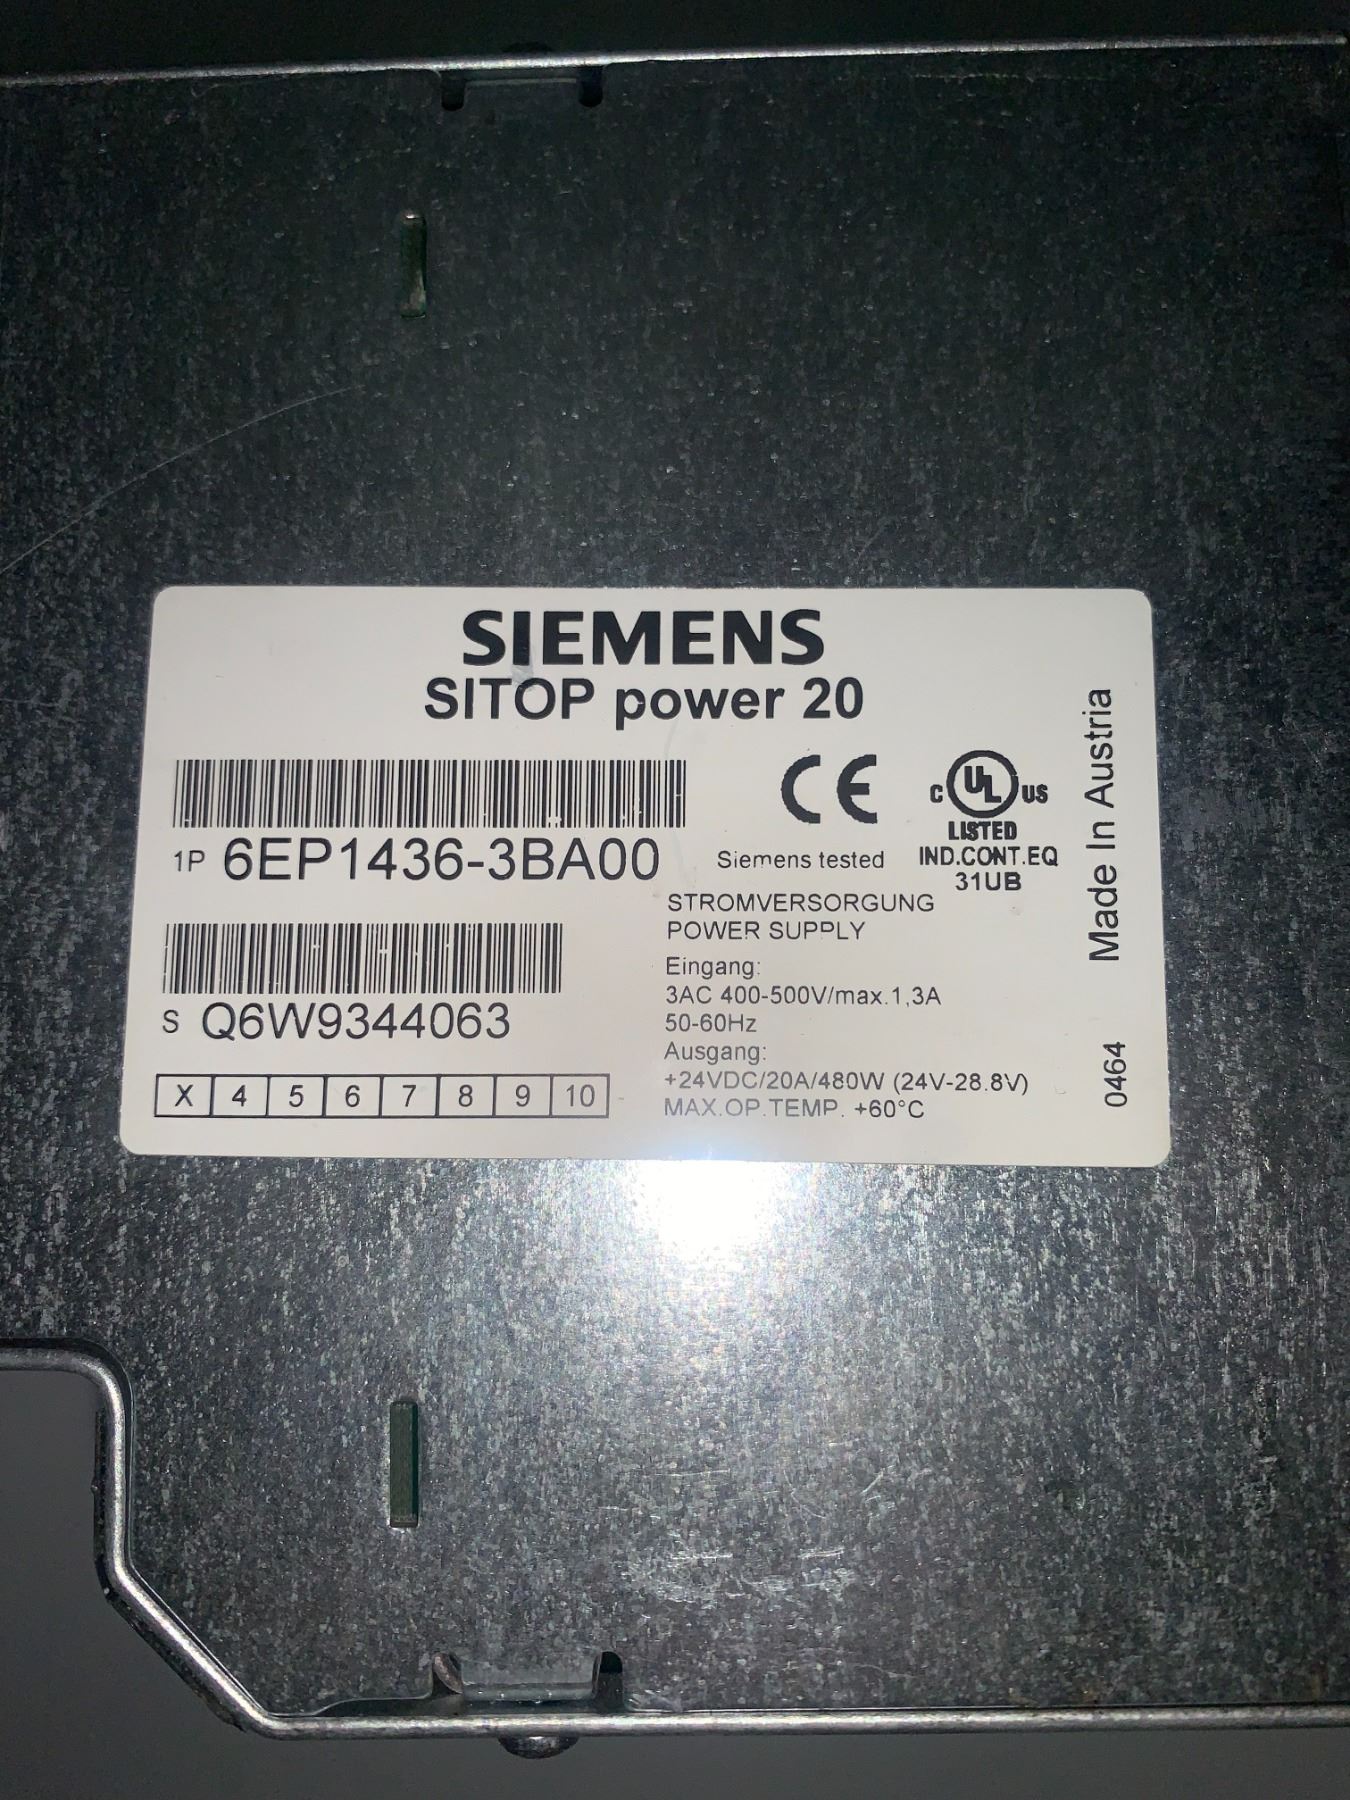 SIEMENS
SITOP power 20
1P 6EP1436-3BA00
S Q6W9344063
X 4 5 6 7 8 9 10
CE
Siemens tested
C UL US
LISTED
IND.CONT.EQ
31UB
STROMVERSORGUNG
POWER SUPPLY
Eingang:
3AC 400-500V/max.1,3A
50-60Hz
Ausgang:
+24VDC/20A/480W (24V-28.8V)
MAX.OP.TEMP. +60°C
Made In Austria
0464